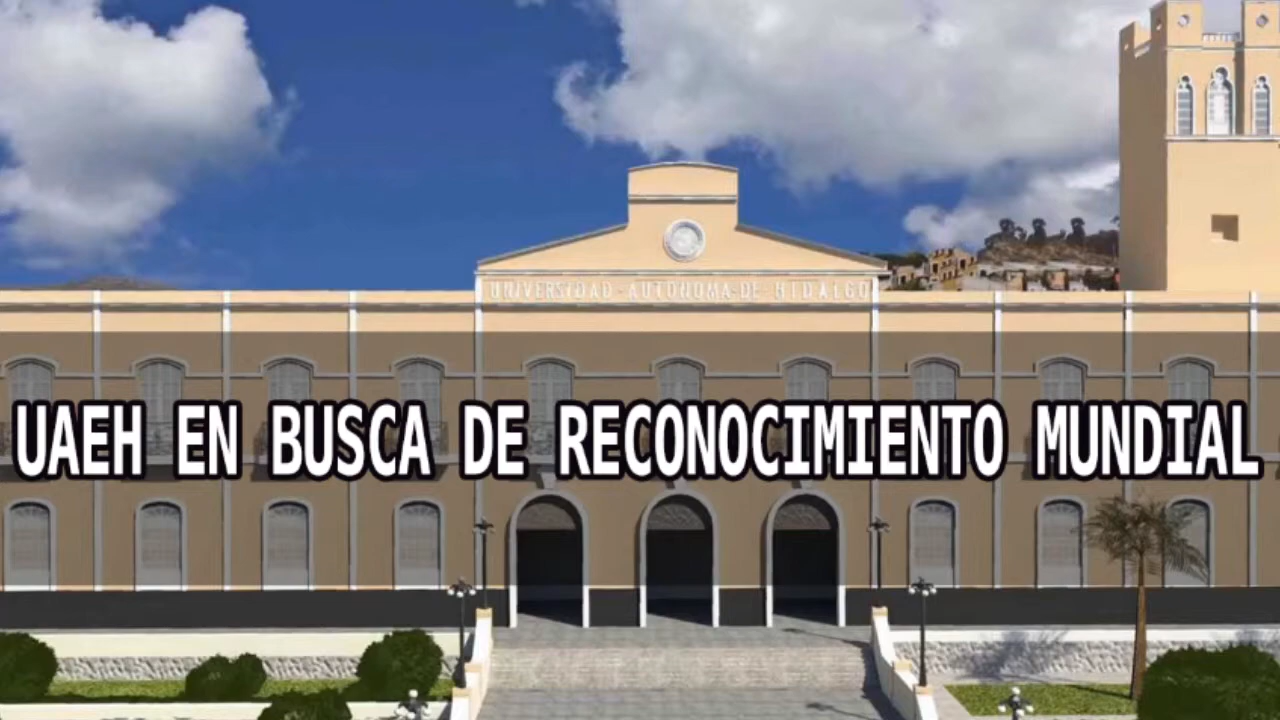 UNIVERSIDAD AUTONOMA DE HIDALGO
UAEH EN BUSCA DE RECONOCIMIENTO MUNDIAL